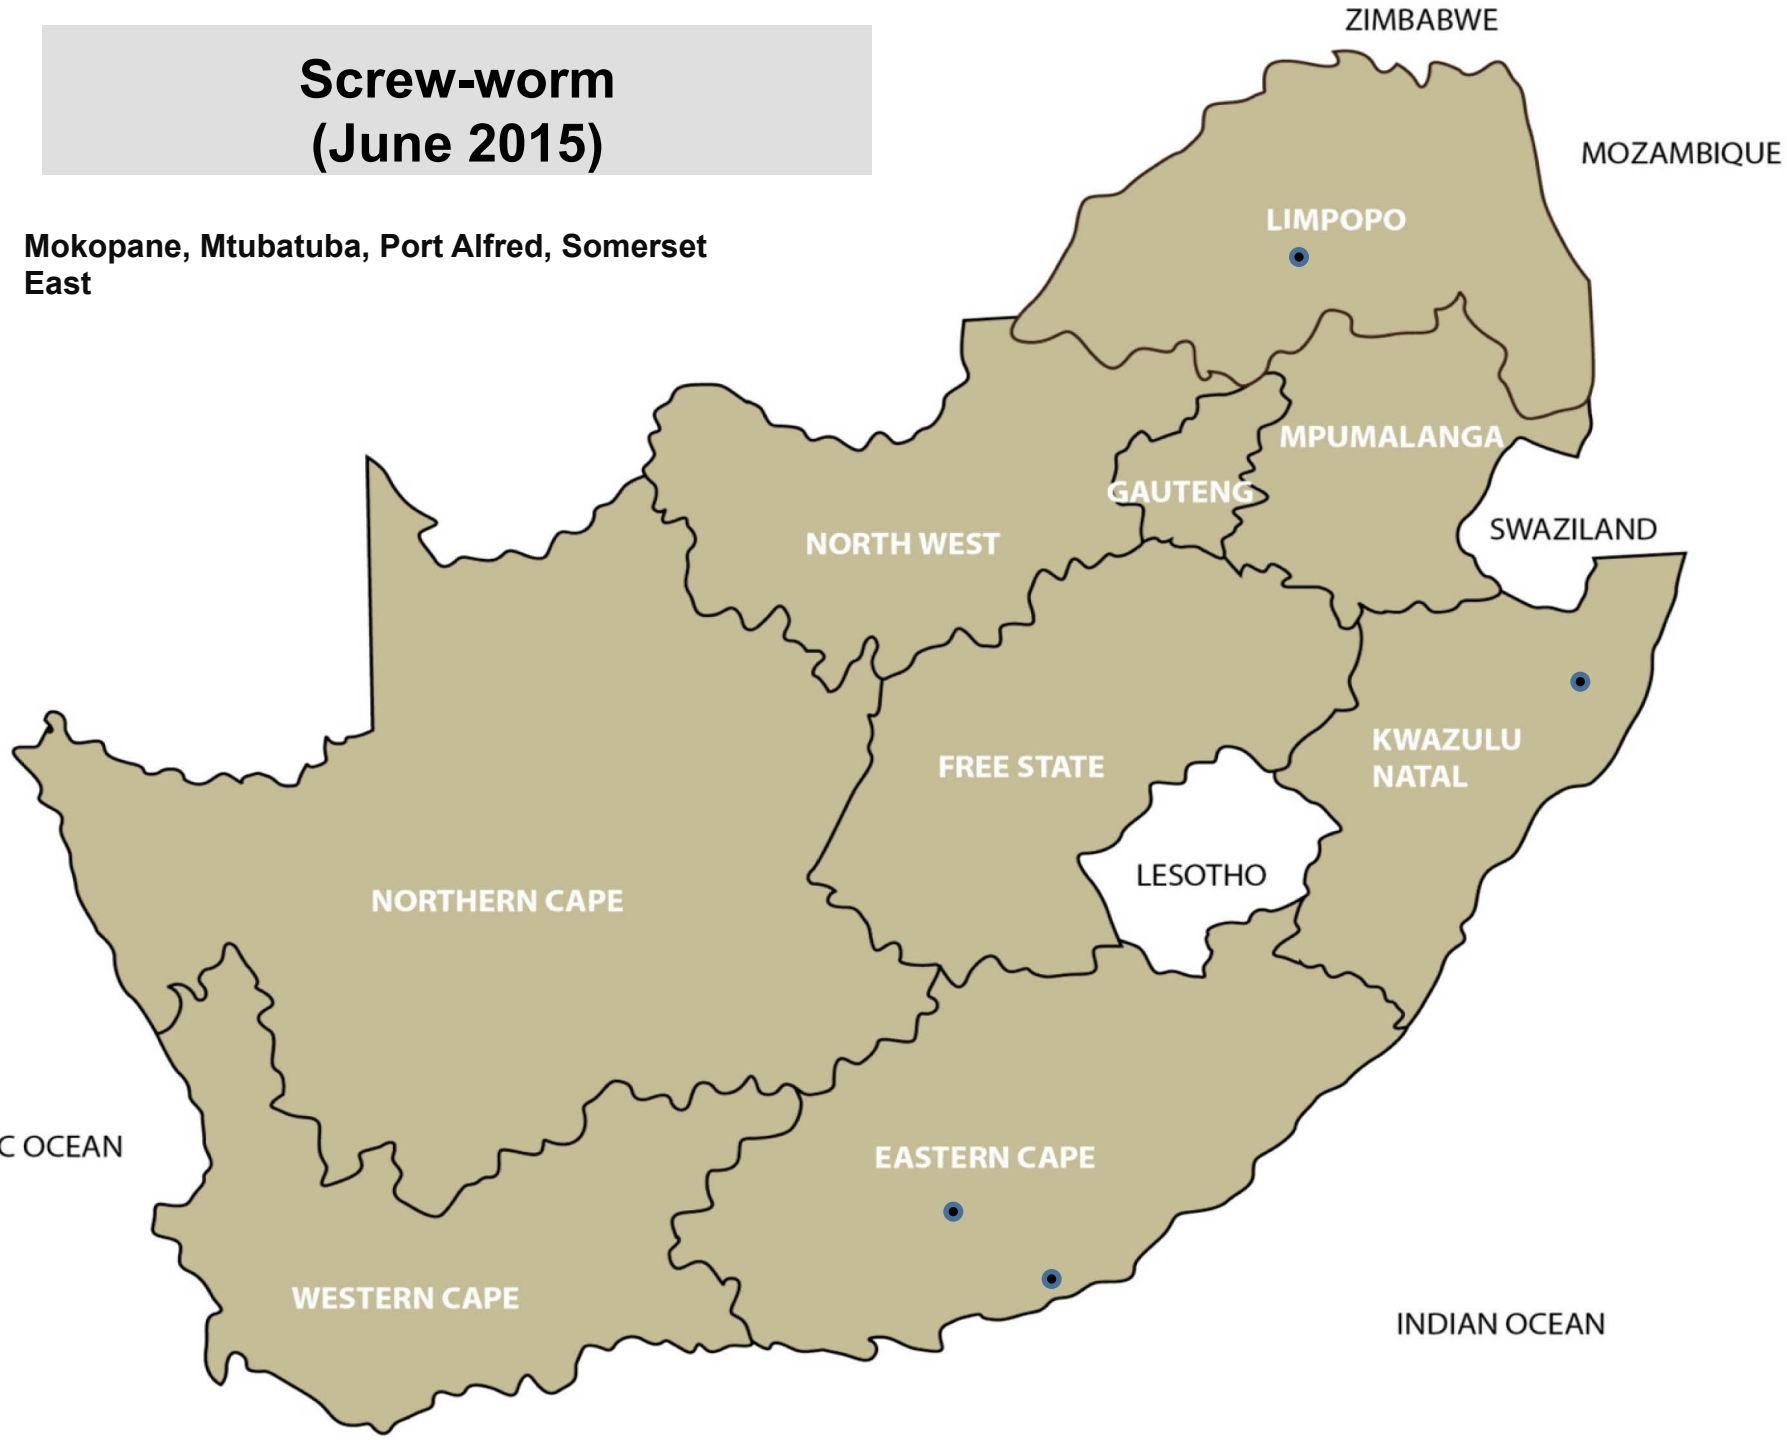 ZIMBABWE
Screw-worm
(June 2015)
MOZAMBIQUE
LIMPOPO
Mokopane, Mtubatuba, Port Alfred, Somerset
East
MPUMALANGA
GAUTENG
SWAZILAND
NORTH WEST
KWAZULU
NATAL
FREE STATE
LESOTHO
NORTHERN CAPE
C OCEAN
EASTERN CAPE
WESTERN CAPE
INDIAN OCEAN